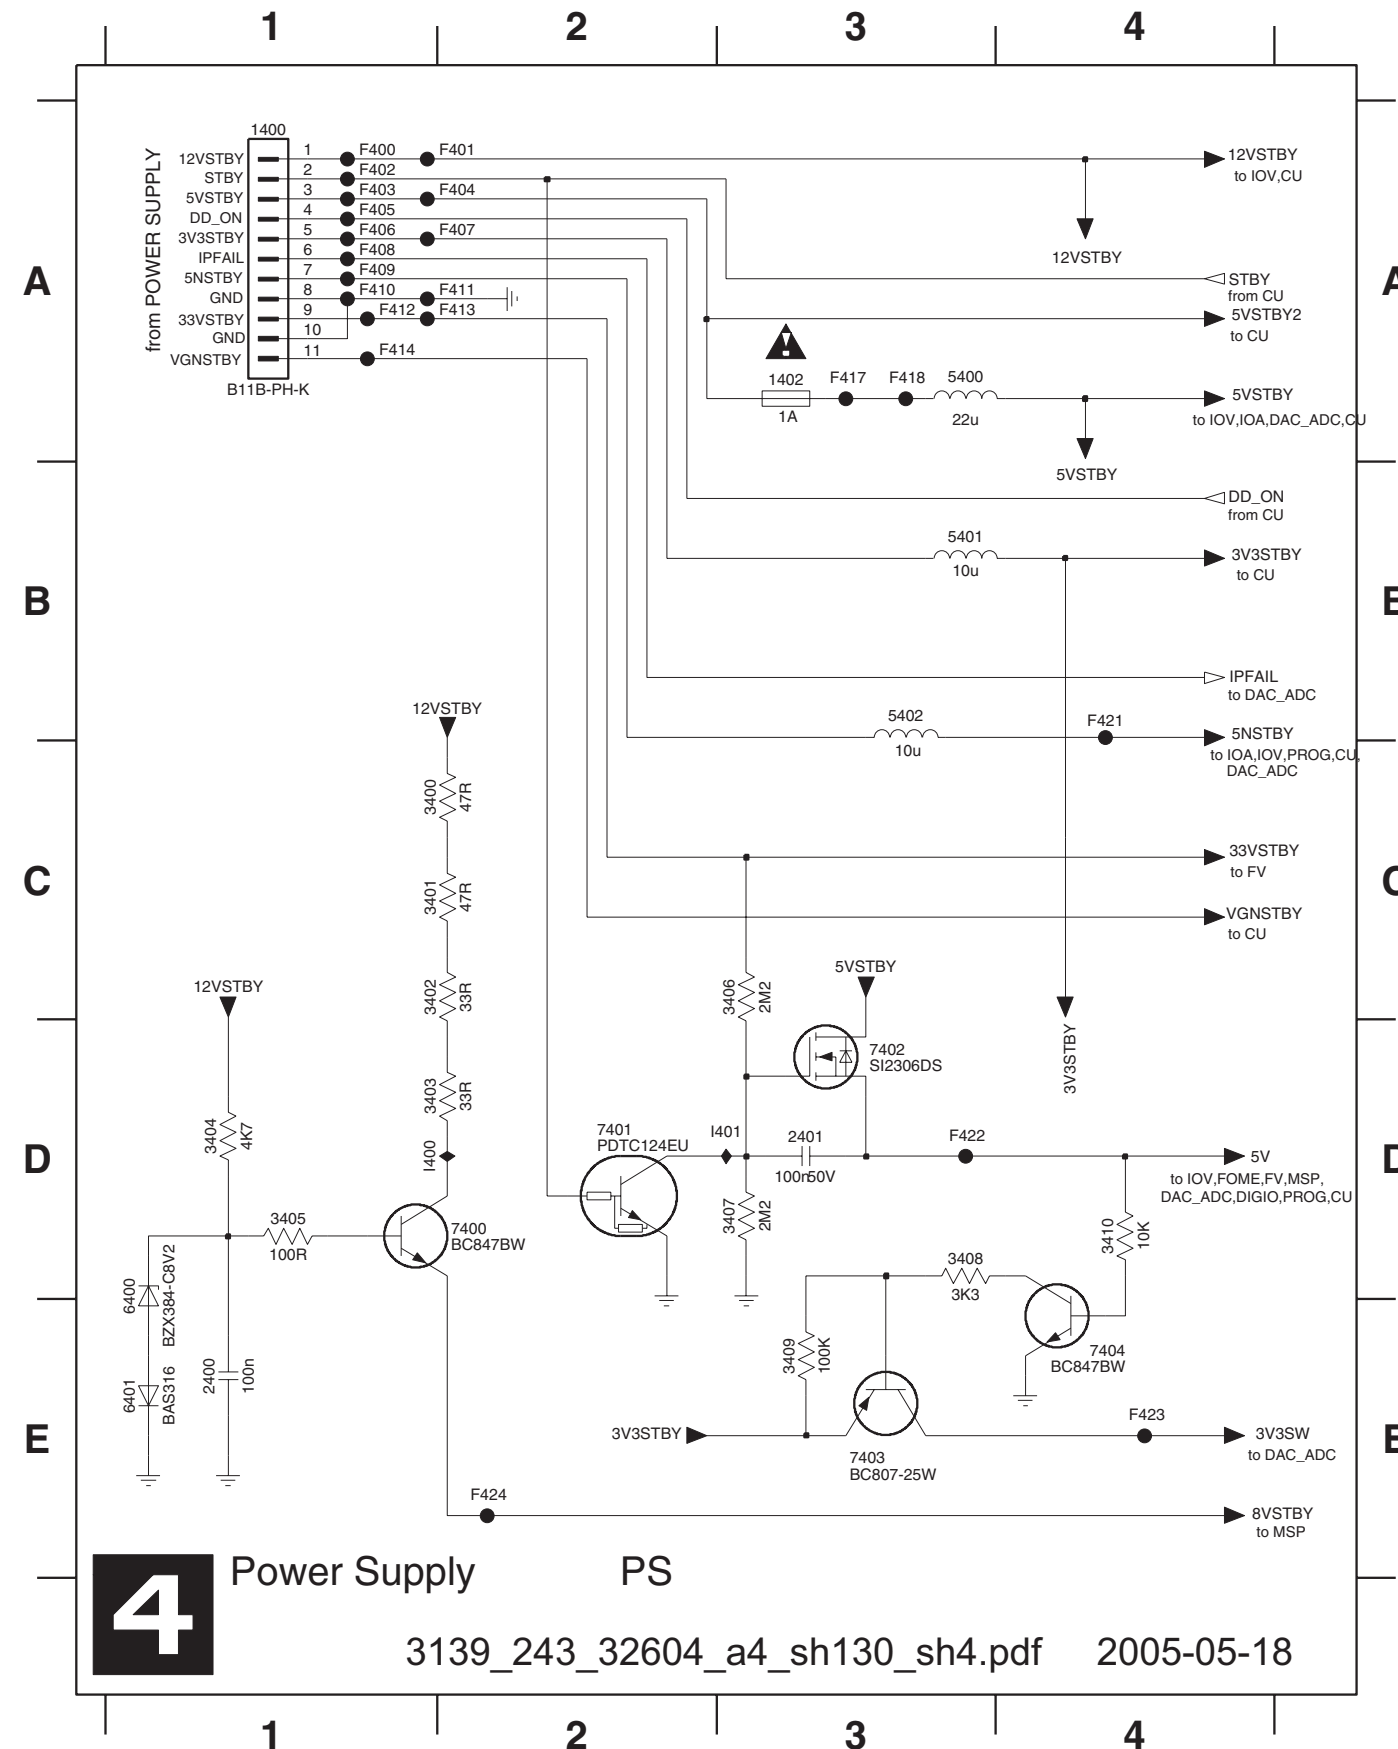 1 2 3 4
A
B
C
D
E
from POWER SUPPLY
1400
12VSTBY 1 F400 F401
STBY 2 F402
5VSTBY 3 F403 F404
DD_ON 4 F405
3V3STBY 5 F406 F407
IPFAIL 6 F408
5NSTBY 7 F409
GND 8 F410 F411
33VSTBY 9 F412 F413
GND 10
VGNSTBY 11 F414
B11B-PH-K
12VSTBY
to IOV,CU
12VSTBY
STBY
from CU
5VSTBY2
to CU
1402
1A
F417
F418
5400
22u
5VSTBY
to IOV,IOA,DAC_ADC,CU
5VSTBY
DD_ON
from CU
5401
10u
3V3STBY
to CU
IPFAIL
to DAC_ADC
5402
10u
F421
5NSTBY
to IOA,IOV,PROG,CU,
DAC_ADC
12VSTBY
3400
47R
3401
47R
3402
33R
3403
33R
I400
33VSTBY
to FV
VGNSTBY
to CU
12VSTBY
3404
4K7
3405
100R
7400
BC847BW
6400
BZX384-C8V2
6401
BAS316
2400
100n
3406
2M2
5VSTBY
7402
SI2306DS
3V3STBY
7401
PDTC124EU
I401
2401
100n50V
F422
5V
to IOV,FOME,FV,MSP,
DAC_ADC,DIGIO,PROG,CU
3407
2M2
3410
10K
3408
3K3
3409
100K
7404
BC847BW
3V3STBY
7403
BC807-25W
F423
3V3SW
to DAC_ADC
F424
8VSTBY
to MSP
4 Power Supply PS
3139_243_32604_a4_sh130_sh4.pdf 2005-05-18
1 2 3 4